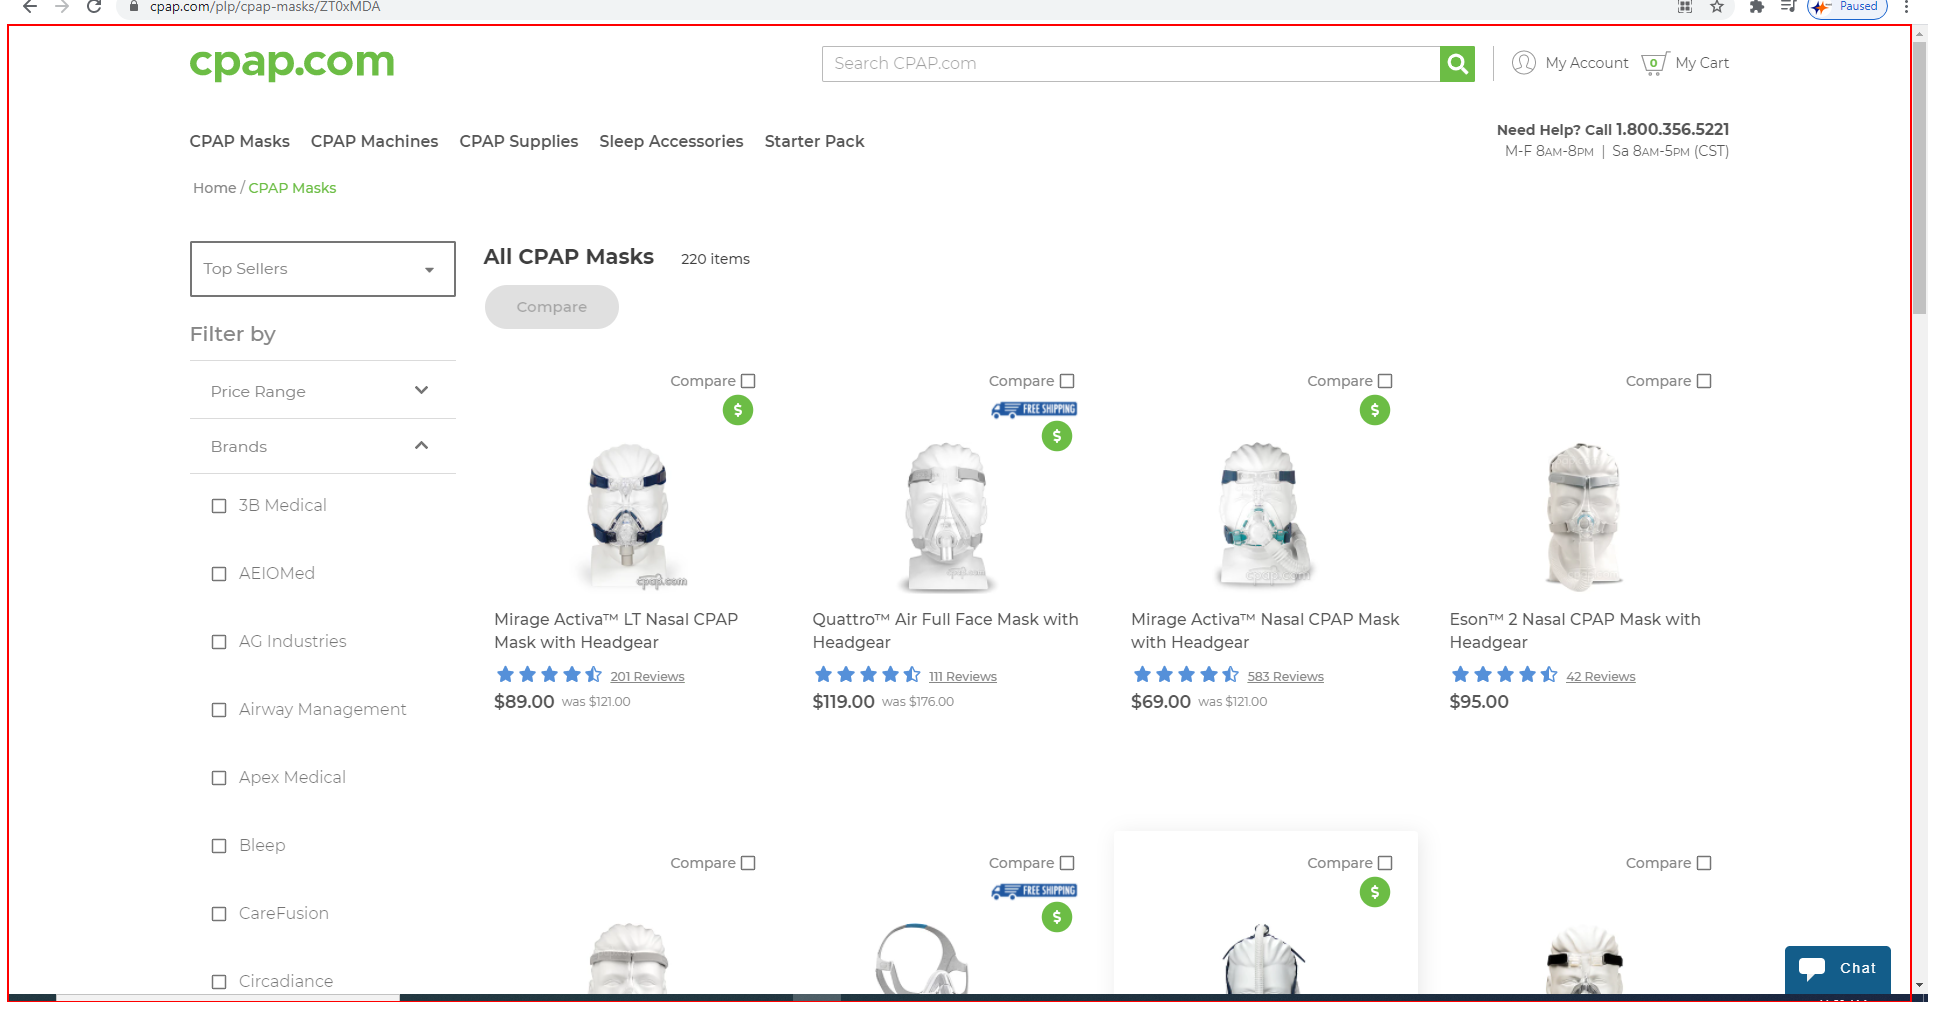 cpap.com/plp/cpap-masks/ZT0xMDA
Paused
cpap.com
Search CPAP.com
My Account
0
My Cart
CPAP Masks
CPAP Machines
CPAP Supplies
Sleep Accessories
Starter Pack
Need Help? Call 1.800.356.5221
M-F 8AM-8PM | Sa 8AM-5PM (CST)
Home / CPAP Masks
Top Sellers
All CPAP Masks
220 items
Compare
Filter by
Price Range
Brands
3B Medical
AEIOMed
AG Industries
Airway Management
Apex Medical
Bleep
CareFusion
Circadiance
Compare
$
cpap.com
Mirage Activa™ LT Nasal CPAP
Mask with Headgear
201 Reviews
$89.00 was $121.00
Compare
FREE SHIPPING
$
cpap.com
Quattro™ Air Full Face Mask with
Headgear
111 Reviews
$119.00 was $176.00
Compare
$
cpap.com
Mirage Activa™ Nasal CPAP Mask
with Headgear
583 Reviews
$69.00 was $121.00
Compare
Eson™ 2 Nasal CPAP Mask with
Headgear
42 Reviews
$95.00
Compare
Compare
FREE SHIPPING
$
Compare
$
Compare
Chat